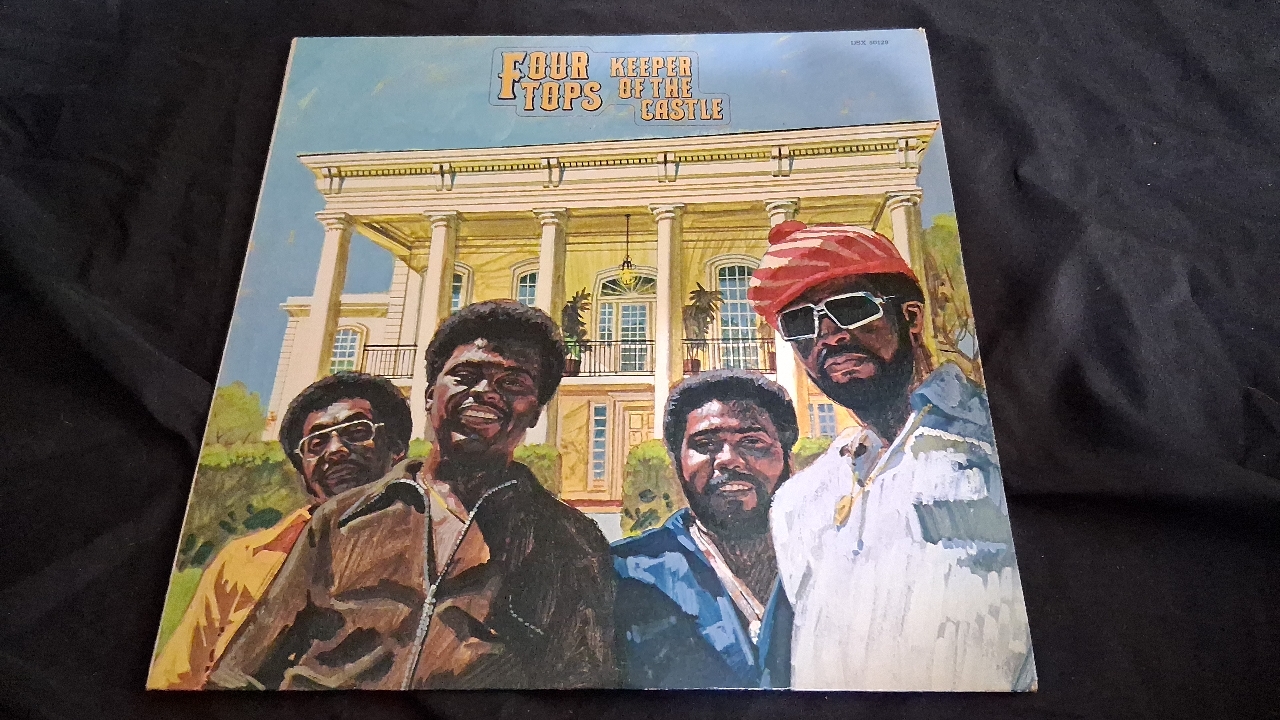 FOUR
TOPS
KEEPER
OF THE
CASTLE